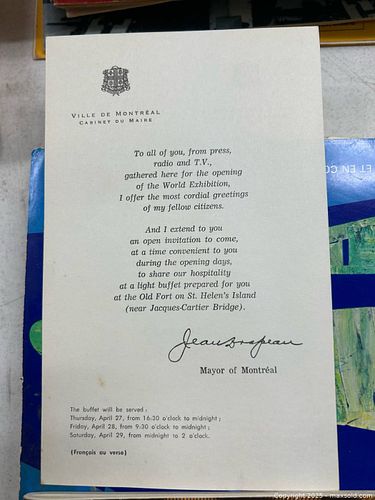 VILLE DE MONTRÉAL
CABINET DU MAIRE
To all of you, from press,
radio and T.V.,
gathered here for the opening
of the World Exhibition,
I offer the most cordial greetings
of my fellow citizens.
And I extend to you
an open invitation to come,
at a time convenient to you
during the opening days,
to share our hospitality
at a light buffet prepared for you
at the Old Fort on St. Helen's Island
(near Jacques-Cartier Bridge).
Jean Drapeau
Mayor of Montréal
The buffet will be served :
Thursday, April 27, from 16:30 o'clock to midnight ;
Friday, April 28, from 9:30 o'clock to midnight ;
Saturday, April 29, from midnight to 2 o'clock.
(Français au verso)
ET EN CO
Copyright 2025 - maxsold.com